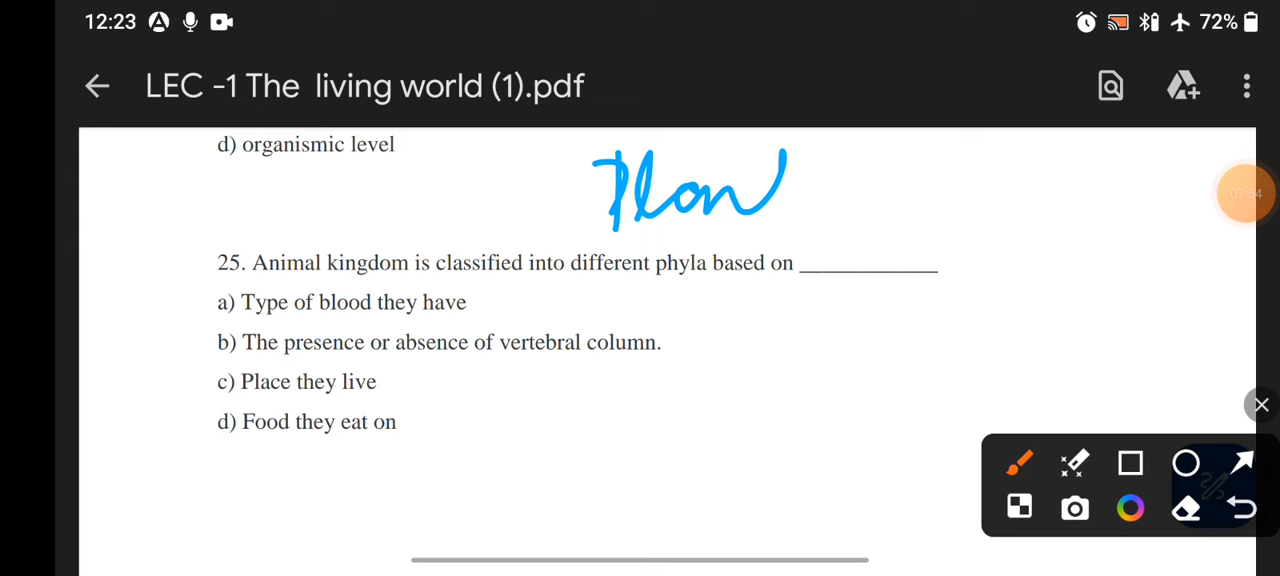 12:23 72%
LEC -1 The living world (1).pdf
d) organismic level
07:54
25. Animal kingdom is classified into different phyla based on ____________
a) Type of blood they have
b) The presence or absence of vertebral column.
c) Place they live
d) Food they eat on